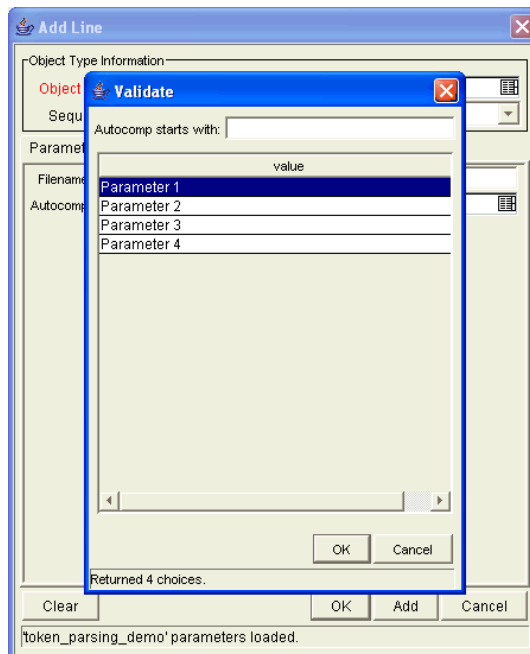 Add Line
Object Type Information
Object
Sequ
Validate
Autocomp starts with:
Paramet
Filename
Autocomp
value
Parameter 1
Parameter 2
Parameter 3
Parameter 4
OK Cancel
Returned 4 choices.
Clear OK Add Cancel
'token_parsing_demo' parameters loaded.